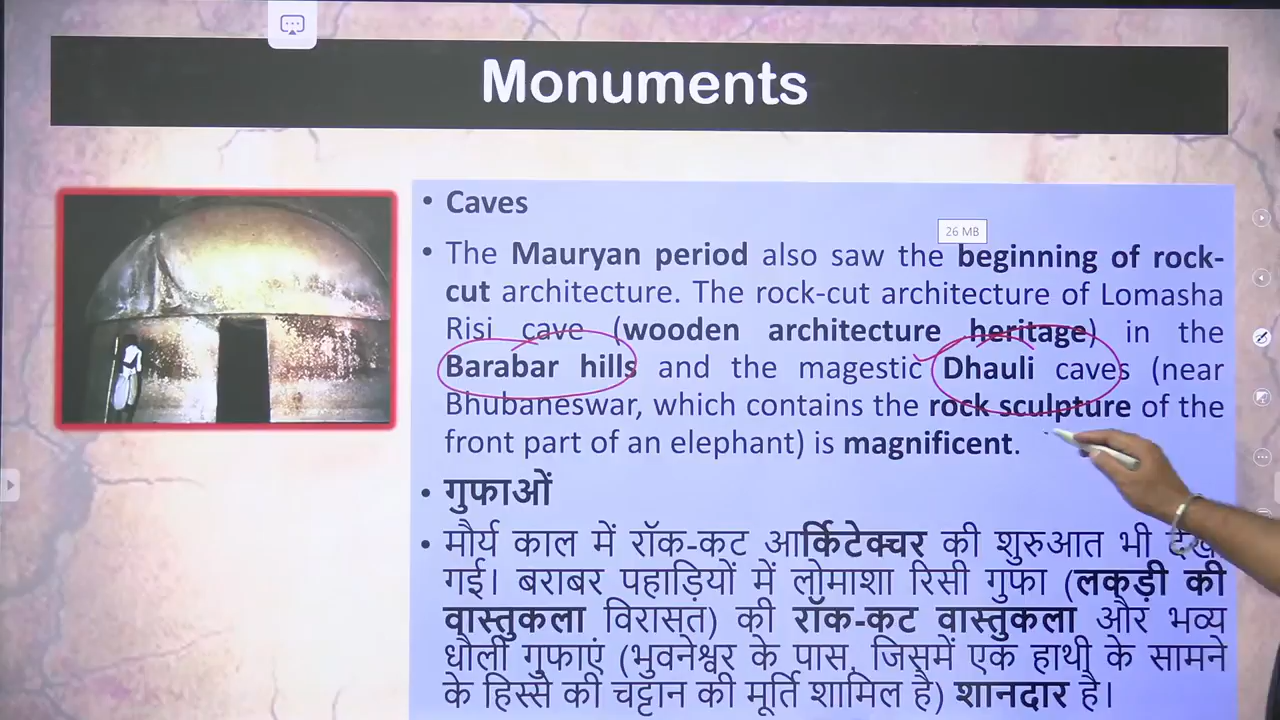 Monuments
• Caves
26 MB
• The Mauryan period also saw the beginning of rock-
cut architecture. The rock-cut architecture of Lomasha
Risi cave (wooden architecture heritage) in the
Barabar hills and the magestic Dhauli caves (near
Bhubaneswar, which contains the rock sculpture of the
front part of an elephant) is magnificent.
• गुफाओं
• मौर्य काल में रॉक-कट आर्किटेक्चर की शुरुआत भी
गई। बराबर पहाड़ियों में लोमाशा रिसी गुफा (लकड़ी की
वास्तुकला विरासत) की रॉक-कट वास्तुकला और भव्य
धौली गुफाएं (भुवनेश्वर के पास, जिसमें एक हाथी के सामने
के हिस्से की चट्टान की मूर्ति शामिल है) शानदार है।